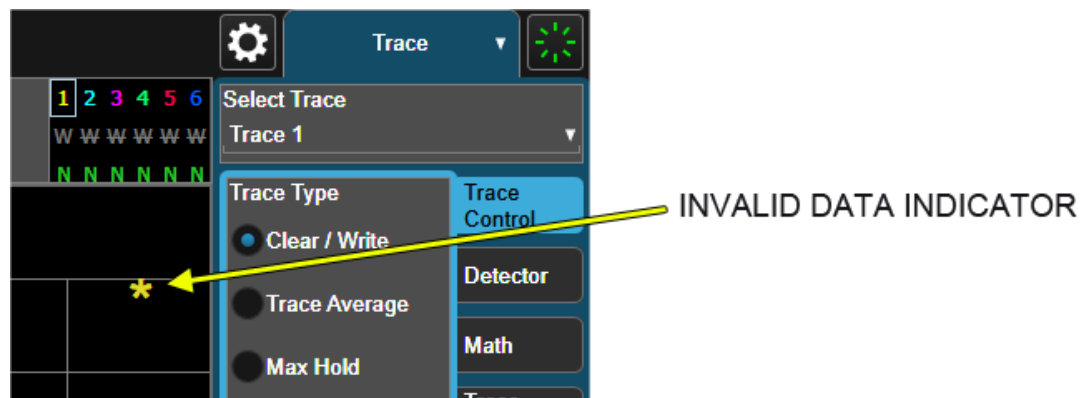 Trace
1 2 3 4 5 6
W W W W W W
N N N N N N
Select Trace
Trace 1
Trace Type
Clear / Write
Trace Average
Max Hold
Trace
Control
Detector
Math
*
INVALID DATA INDICATOR